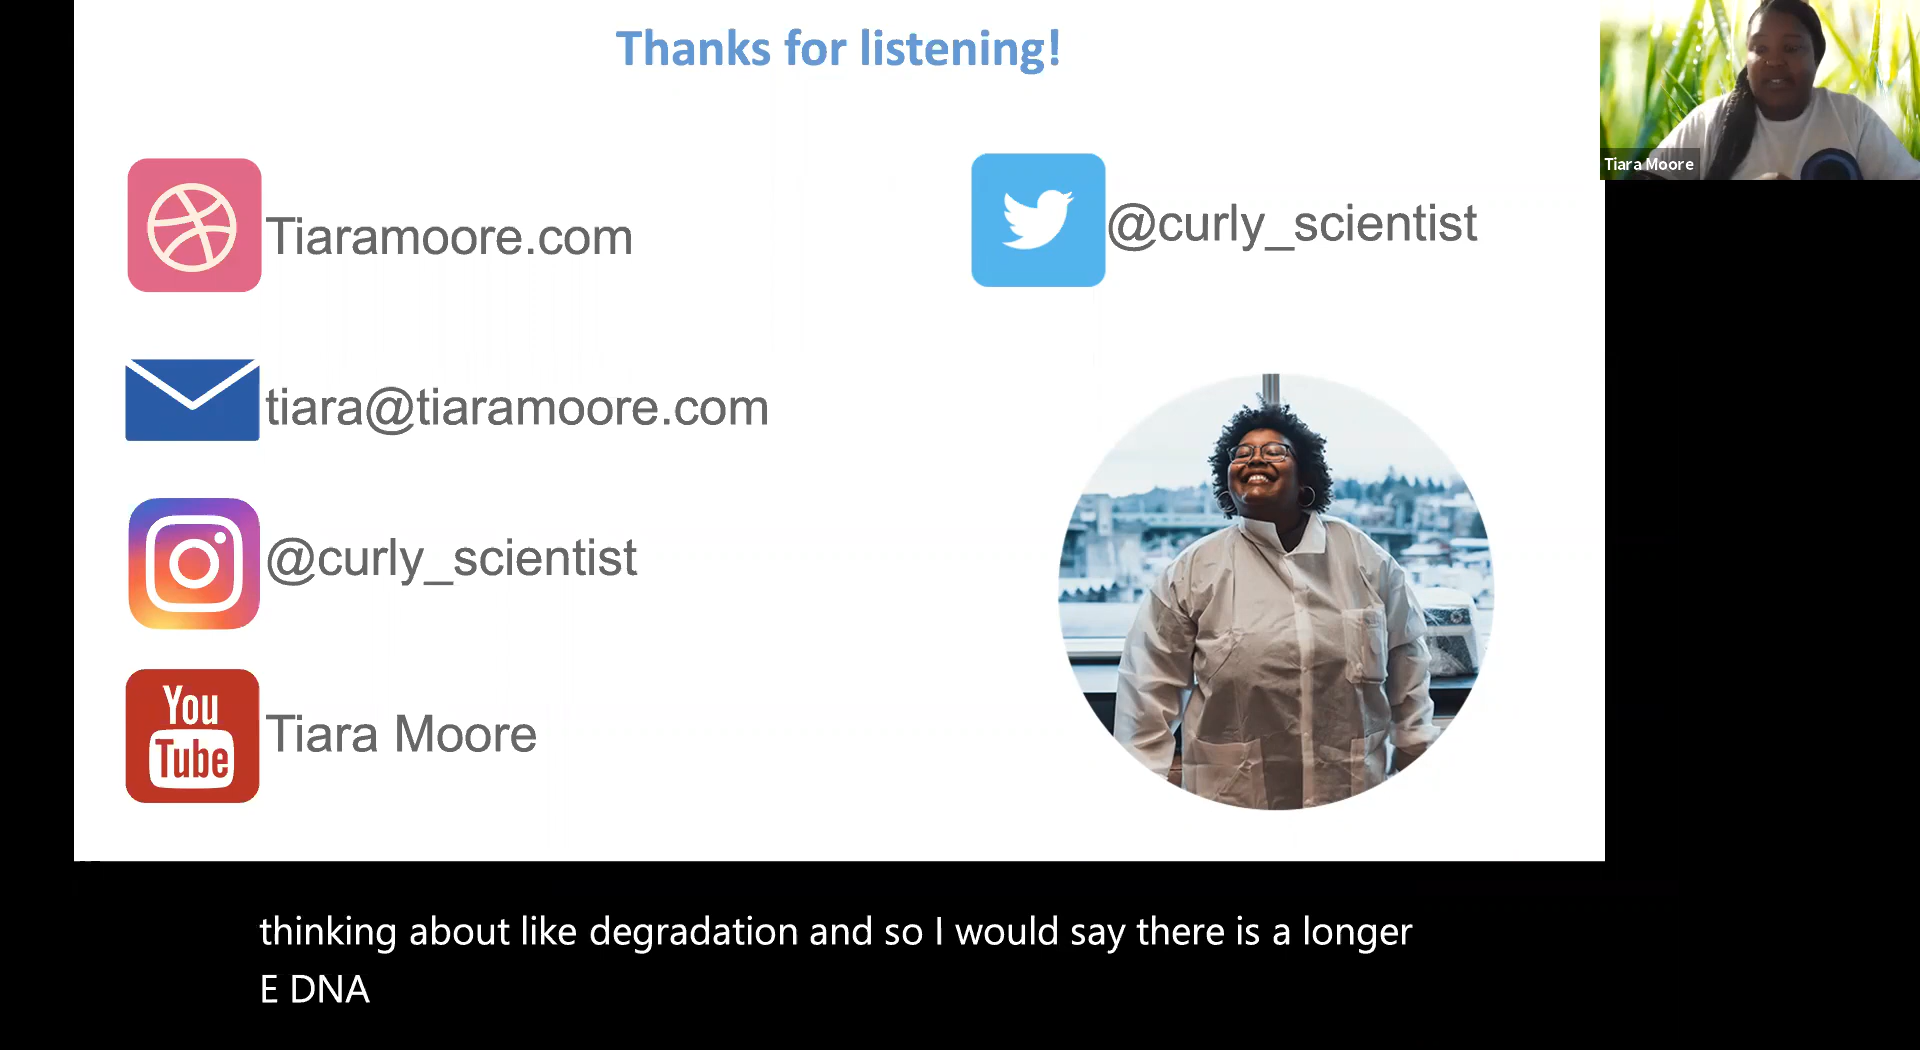 Thanks for listening!
Tiaramoore.com
@curly_scientist
tiara@tiaramoore.com
@curly_scientist
You
Tube
Tiara Moore
Tiara Moore
thinking about like degradation and so I would say there is a longer
E DNA